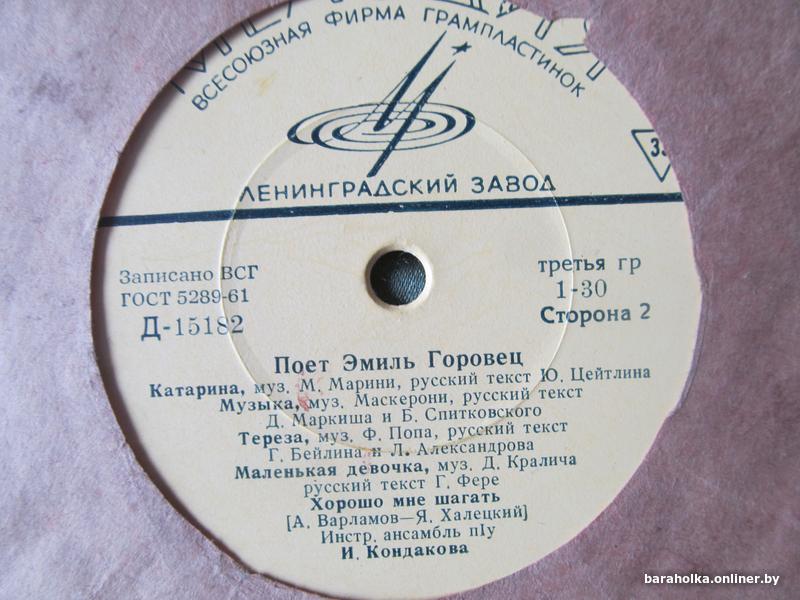 ВСЕСОЮЗНАЯ ФИРМА ГРАМПЛАСТИНОК
ЛЕНИНГРАДСКИЙ ЗАВОД
33
Записано ВСГ
ГОСТ 5289-61
Д-15182
третья гр
1-30
Сторона 2
Поет Эмиль Горовец
Катарина, муз. М. Марини, русский текст Ю. Цейтлина
Музыка, муз. Маскерони, русский текст
Д. Маркиша и Б. Спитковского
Тереза, муз. Ф. Попа, русский текст
Г. Бейлина и Л. Александрова
Маленькая девочка, муз. Д. Кралича
русский текст Г. Фере
Хорошо мне шагать
[А. Варламов—Я. Халецкий]
Инстр. ансамбль пIу
И. Кондакова
baraholka.onliner.by